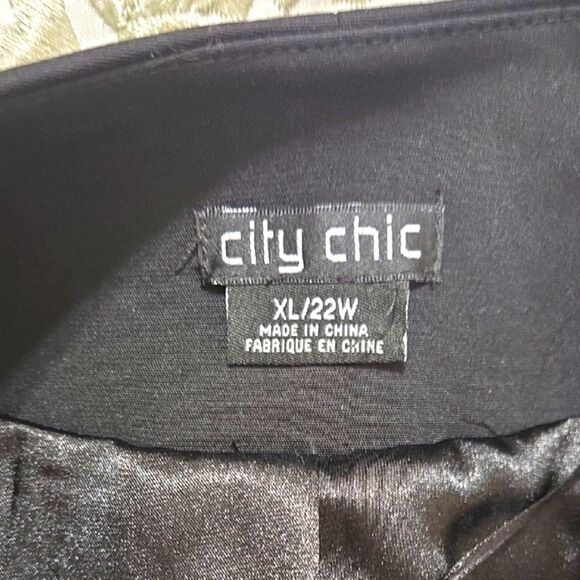 city chic
XL/22W
MADE IN CHINA
FABRIQUE EN CHINE